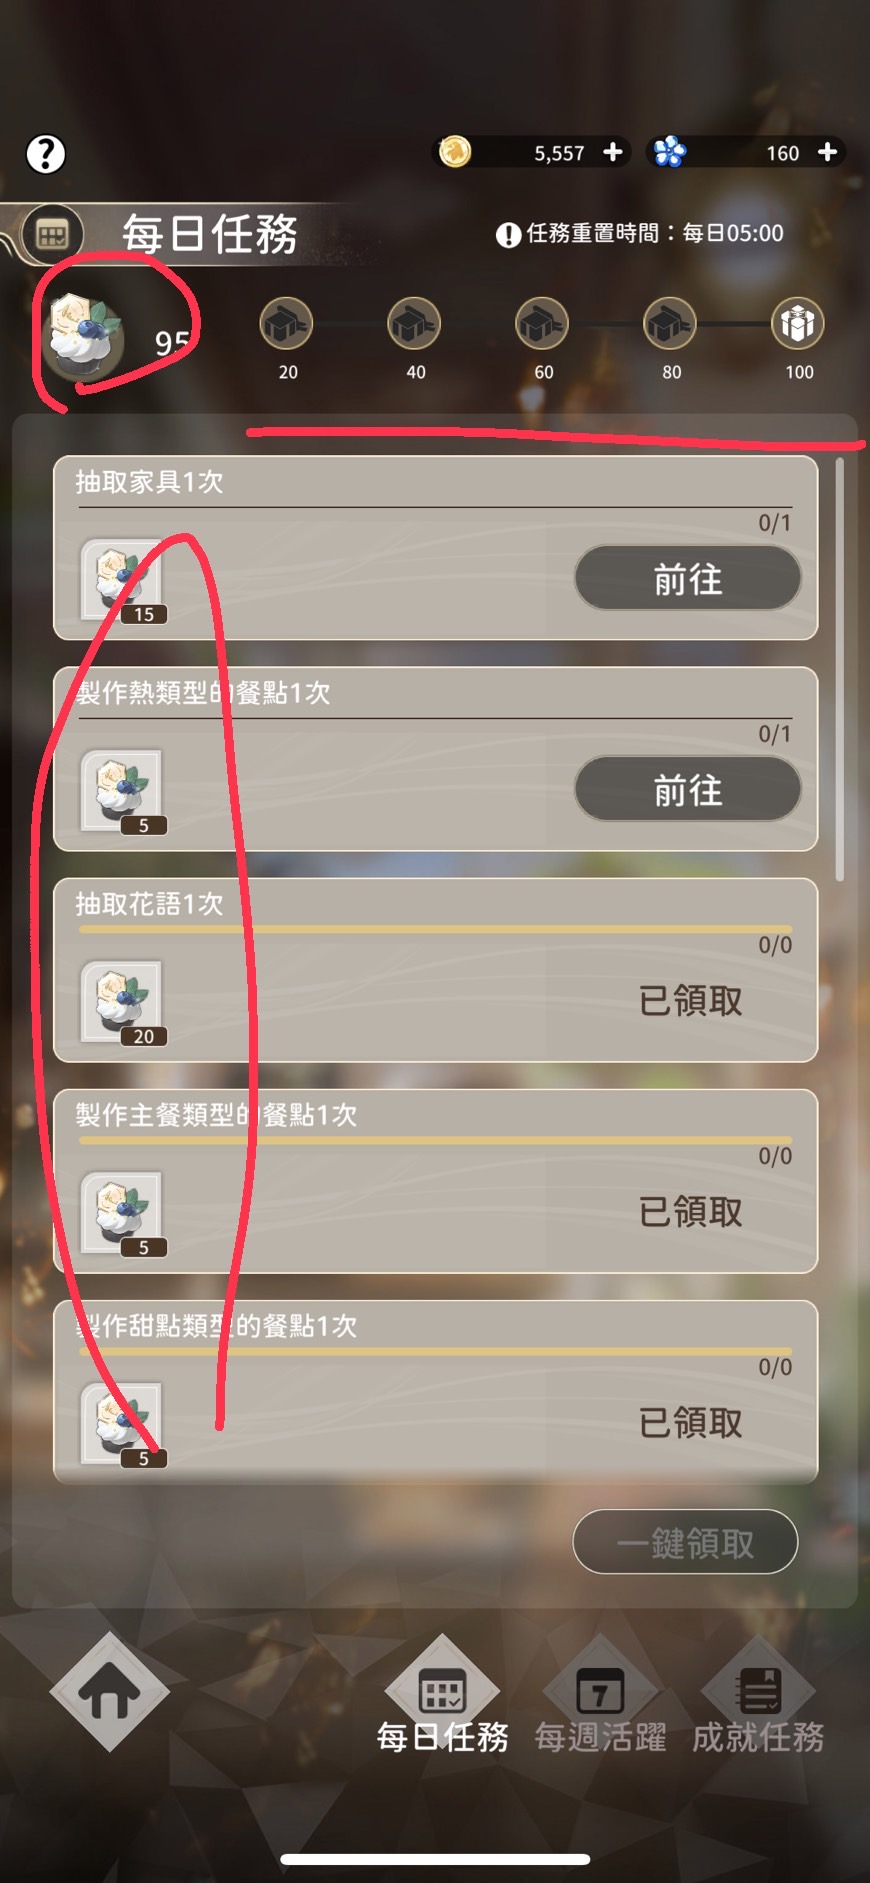 ?
5,557 +
160 +
每日任務
!任務重置時間：每日05:00
95
20
40
60
80
100
抽取家具1次
0/1
15
前往
製作熱類型的餐點1次
0/1
5
前往
抽取花語1次
0/0
20
已領取
製作主餐類型的餐點1次
0/0
5
已領取
製作甜點類型的餐點1次
0/0
5
已領取
一鍵領取
7
每日任務
每週活躍
成就任務